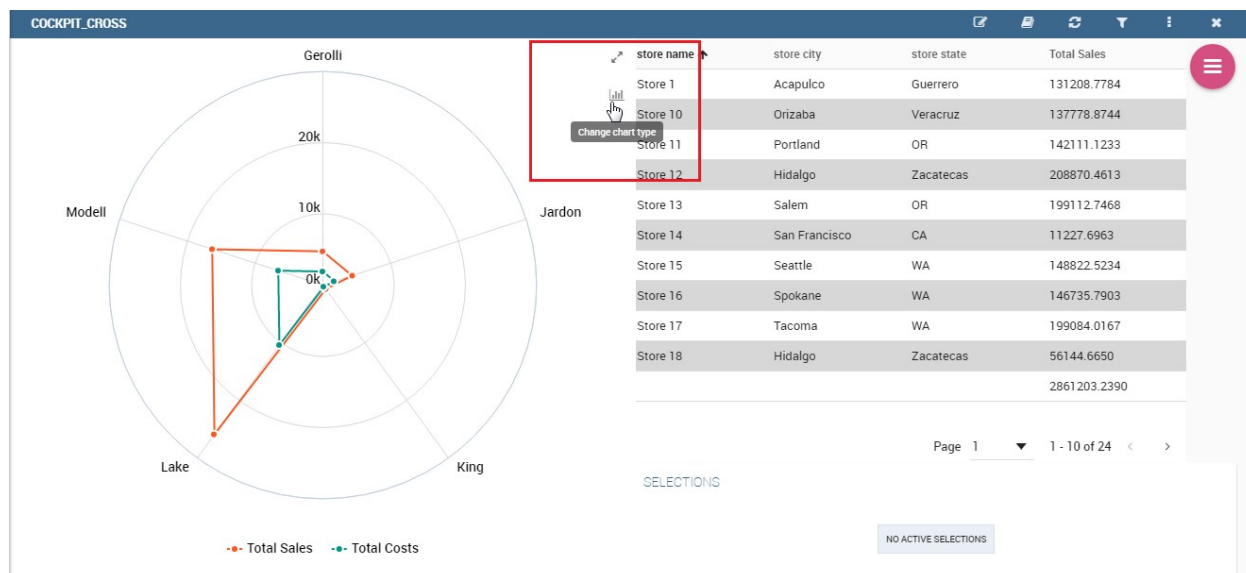 COCKPIT_CROSS
Gerolli
20k
10k
0k
Modell
Jardon
Lake
King
Total Sales Total Costs
Change chart type
store name store city store state Total Sales
Store 1 Acapulco Guerrero 131208.7784
Store 10 Orizaba Veracruz 137778.8744
Store 11 Portland OR 142111.1233
Store 12 Hidalgo Zacatecas 208870.4613
Store 13 Salem OR 199112.7468
Store 14 San Francisco CA 11227.6963
Store 15 Seattle WA 148822.5234
Store 16 Spokane WA 146735.7903
Store 17 Tacoma WA 199084.0167
Store 18 Hidalgo Zacatecas 56144.6650
2861203.2390
Page 1 1 - 10 of 24 < >
SELECTIONS
NO ACTIVE SELECTIONS